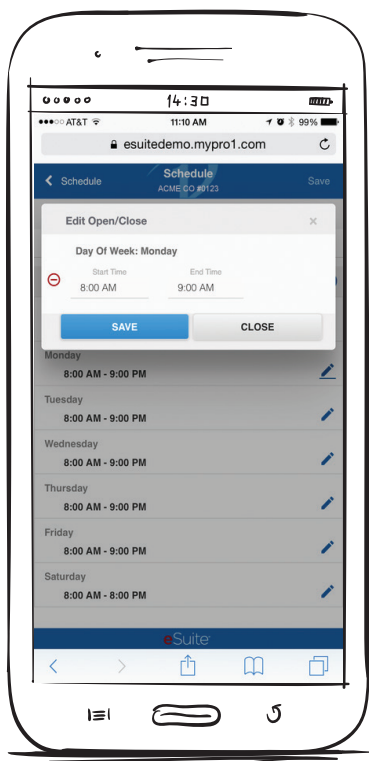 14:30
AT&T 11:10 AM 99%
esuitedemo.mypro1.com
Schedule Schedule Save
ACME CO #0123
Edit Open/Close ×
Day Of Week: Monday
Start Time End Time
8:00 AM 9:00 AM
SAVE CLOSE
Monday
8:00 AM - 9:00 PM
Tuesday
8:00 AM - 9:00 PM
Wednesday
8:00 AM - 9:00 PM
Thursday
8:00 AM - 9:00 PM
Friday
8:00 AM - 9:00 PM
Saturday
8:00 AM - 8:00 PM
eSuite